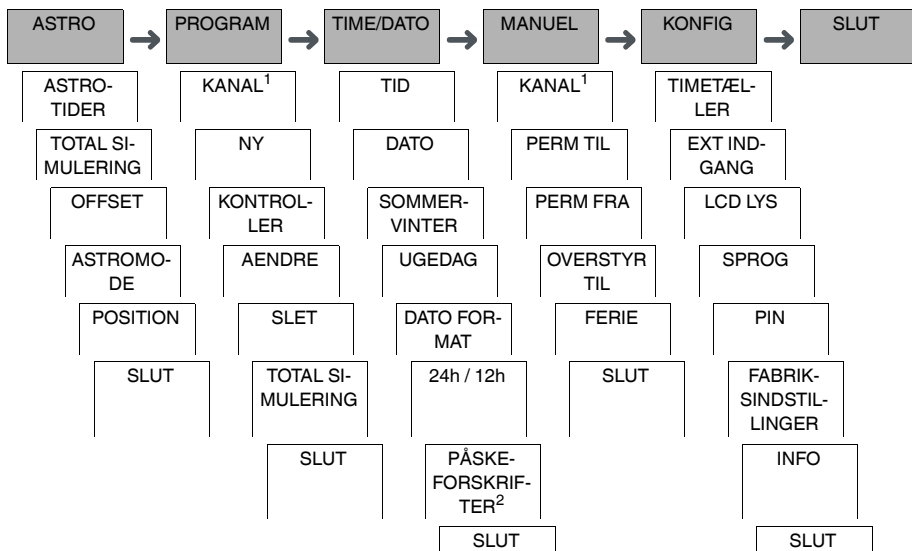 ASTRO → PROGRAM → TIME/DATO → MANUEL → KONFIG → SLUT
ASTRO-
TIDER
TOTAL SI-
MULERING
OFFSET
ASTROMO-
DE
POSITION
SLUT
KANAL1
NY
KONTROL-
LER
AENDRE
SLET
TOTAL SI-
MULERING
SLUT
TID
DATO
SOMMER-
VINTER
UGEDAG
DATO FOR-
MAT
24h / 12h
PÅSKE-
FORSKRIF-
TER2
SLUT
KANAL1
PERM TIL
PERM FRA
OVERSTYR
TIL
FERIE
SLUT
TIMETÆL-
LER
EXT IND-
GANG
LCD LYS
SPROG
PIN
FABRIK-
SINDSTIL-
LINGER
INFO
SLUT